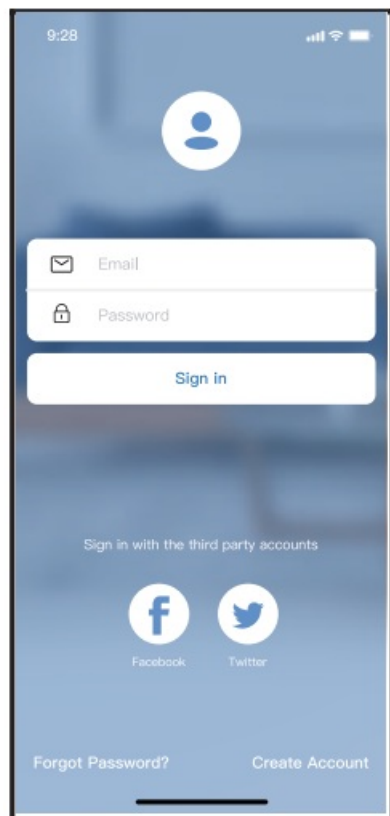 9:28
Email
Password
Sign in
Sign in with the third party accounts
Facebook Twitter
Forgot Password? Create Account